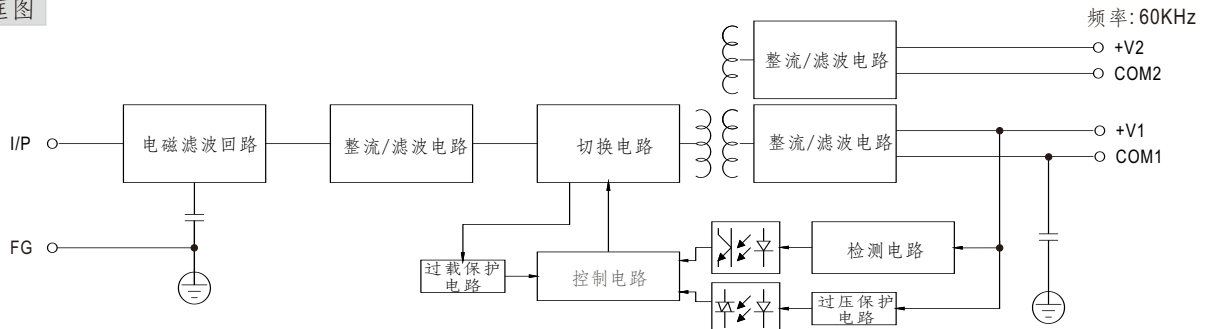 框图
频率: 60KHz
整流/滤波电路
+V2
COM2
I/P
电磁滤波回路
整流/滤波电路
切换电路
整流/滤波电路
+V1
COM1
FG
过载保护
电路
控制电路
检测电路
过压保护
电路